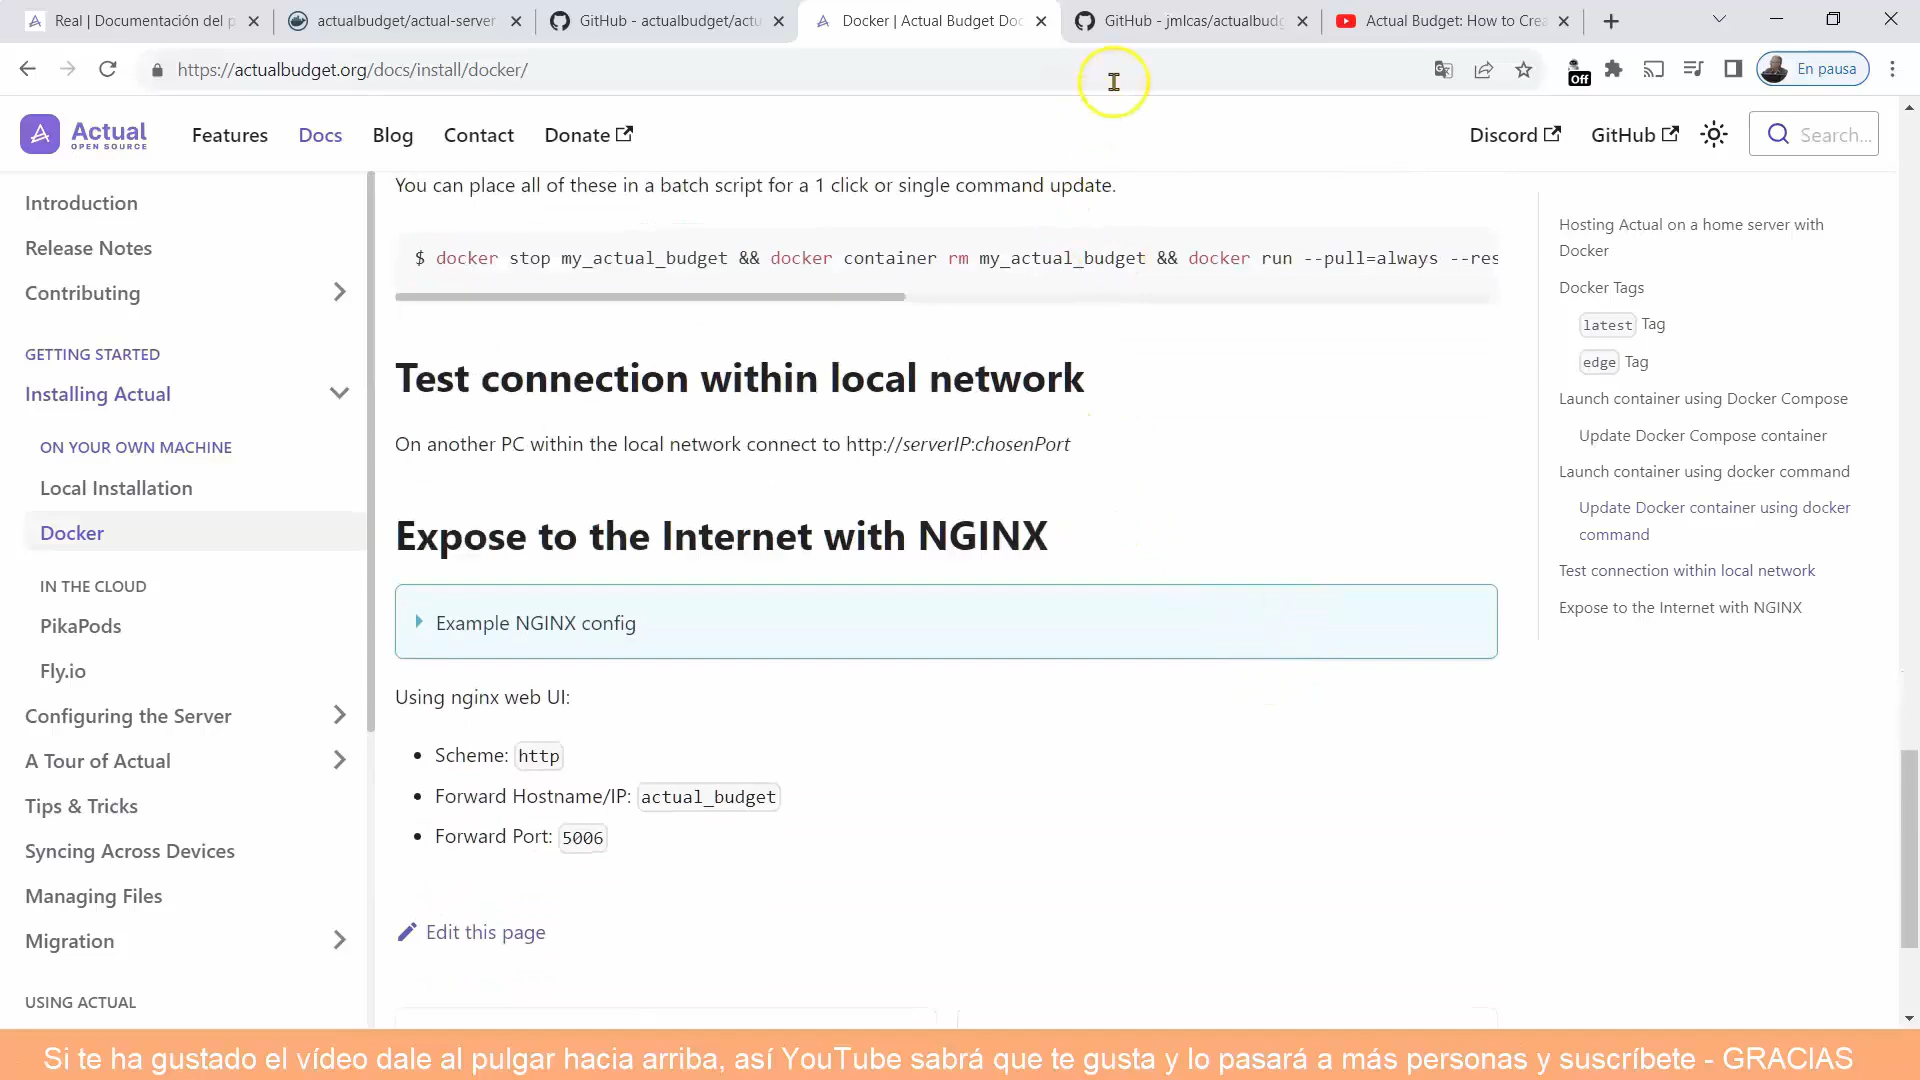 Real | Documentación del p
actualbudget/actual-server
GitHub - actualbudget/actu
Docker | Actual Budget Doc
GitHub - jmlcas/actualbudg
Actual Budget: How to Crea
https://actualbudget.org/docs/install/docker/
Off
En pausa
Actual
OPEN SOURCE
Features
Docs
Blog
Contact
Donate
Discord
GitHub
Search...
Introduction
Release Notes
Contributing
GETTING STARTED
Installing Actual
ON YOUR OWN MACHINE
Local Installation
Docker
IN THE CLOUD
PikaPods
Fly.io
Configuring the Server
A Tour of Actual
Tips & Tricks
Syncing Across Devices
Managing Files
Migration
USING ACTUAL
You can place all of these in a batch script for a 1 click or single command update.
$ docker stop my_actual_budget && docker container rm my_actual_budget && docker run --pull=always --res
Test connection within local network
On another PC within the local network connect to http://serverIP:chosenPort
Expose to the Internet with NGINX
Example NGINX config
Using nginx web UI:
• Scheme: http
• Forward Hostname/IP: actual_budget
• Forward Port: 5006
Edit this page
Hosting Actual on a home server with
Docker
Docker Tags
latest Tag
edge Tag
Launch container using Docker Compose
Update Docker Compose container
Launch container using docker command
Update Docker container using docker
command
Test connection within local network
Expose to the Internet with NGINX
Si te ha gustado el vídeo dale al pulgar hacia arriba, así YouTube sabrá que te gusta y lo pasará a más personas y suscríbete - GRACIAS